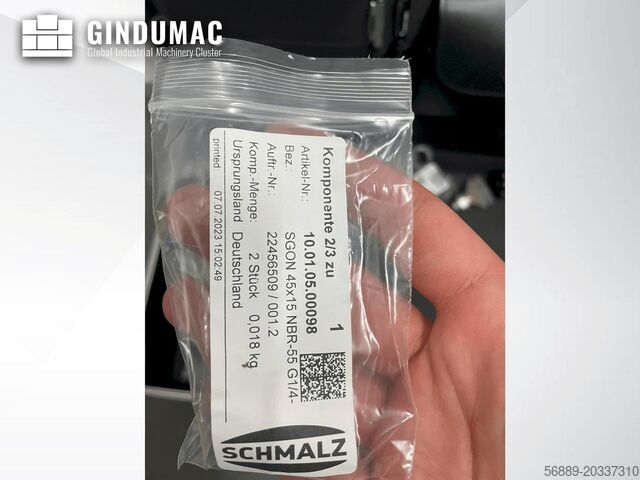 GINDUMAC
Global Industrial Machinery Cluster
Komponente 2/3 zu 1
Artikel-Nr.: 10.01.05.00098
Bez.: SGON 45x15 NBR-55 G1/4-
Auftr.-Nr.: 22456509 / 001.2
Komp.-Menge: 2 Stück 0,018 kg
Ursprungsland Deutschland
printed 07.07.2023 15:02:49
SCHMALZ
56889-20337310